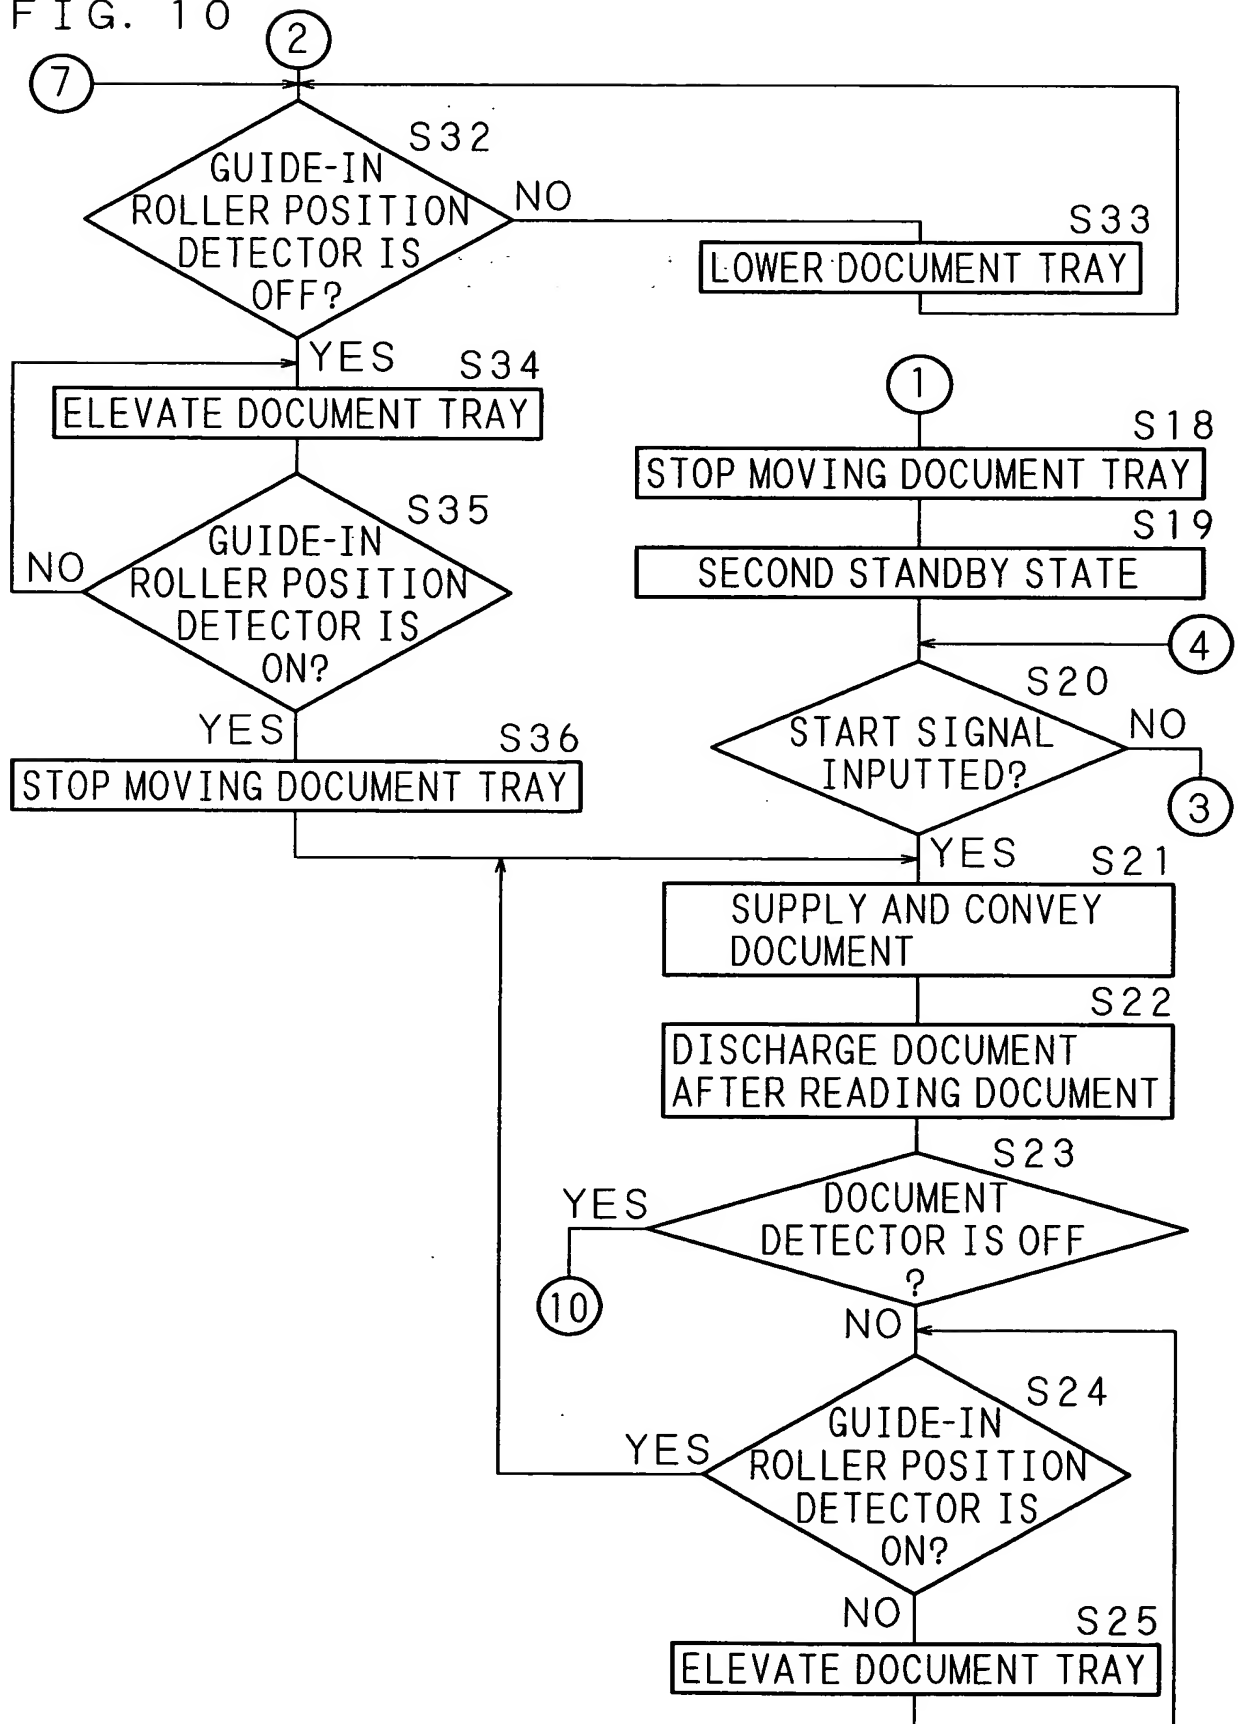 FIG. 10
2
7
S32
GUIDE-IN
ROLLER POSITION
DETECTOR IS
OFF?
NO
S33
LOWER DOCUMENT TRAY
YES
S34
ELEVATE DOCUMENT TRAY
S35
GUIDE-IN
ROLLER POSITION
DETECTOR IS
ON?
NO
YES
S36
STOP MOVING DOCUMENT TRAY
1
S18
STOP MOVING DOCUMENT TRAY
S19
SECOND STANDBY STATE
4
S20
START SIGNAL
INPUTTED?
NO
3
YES
S21
SUPPLY AND CONVEY
DOCUMENT
S22
DISCHARGE DOCUMENT
AFTER READING DOCUMENT
S23
DOCUMENT
DETECTOR IS OFF
?
YES
10
NO
S24
GUIDE-IN
ROLLER POSITION
DETECTOR IS
ON?
YES
NO
S25
ELEVATE DOCUMENT TRAY